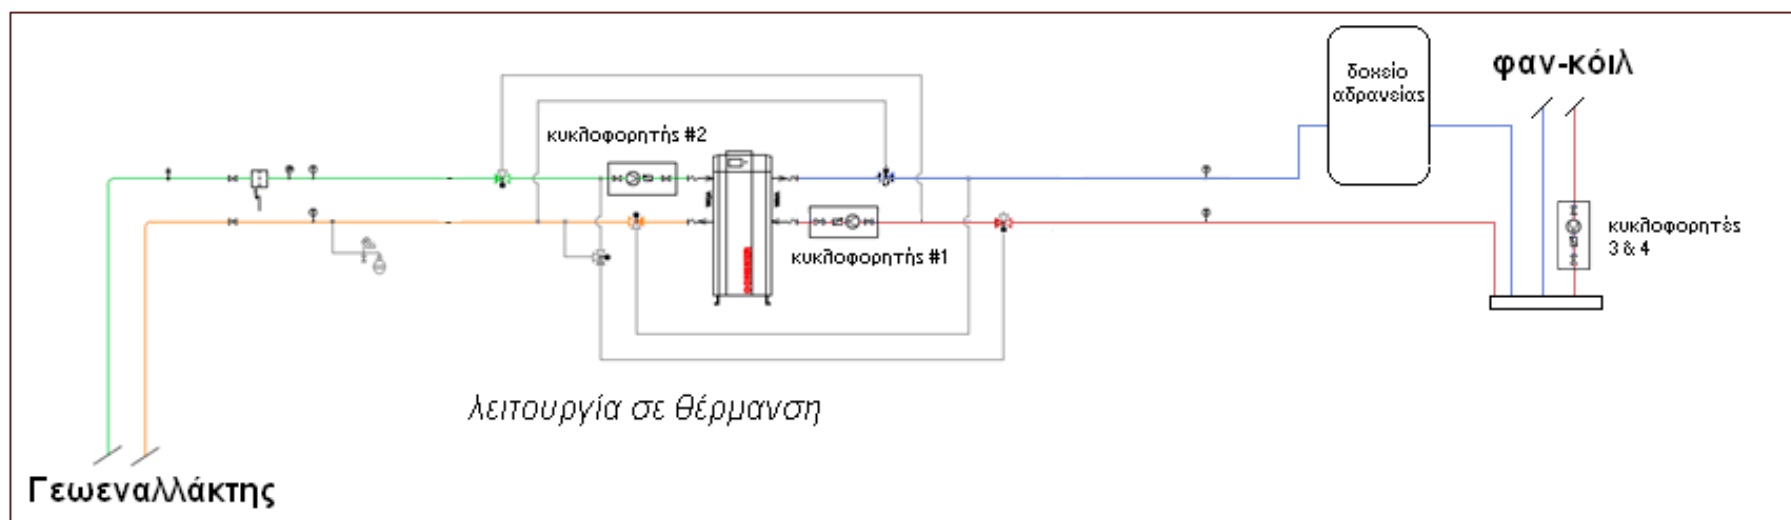 δοχείο
αδρανείας
φαν-κόιλ
κυκλοφορητής #2
κυκλοφορητής #1
κυκλοφορητές
3 & 4
λειτουργία σε θέρμανση
Γεωεναλλάκτης